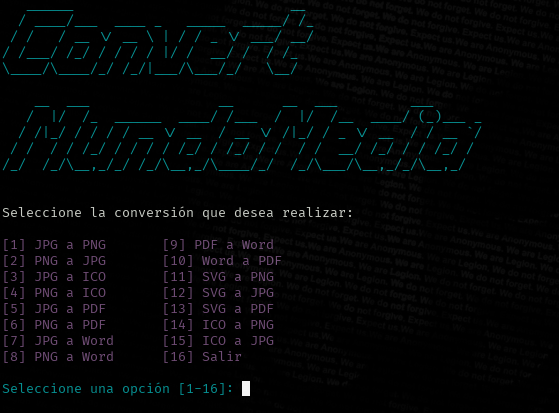 Convert
MundoMedia
Seleccione la conversión que desea realizar:
[1] JPG a PNG [9] PDF a Word
[2] PNG a JPG [10] Word a PDF
[3] JPG a ICO [11] SVG a PNG
[4] PNG a ICO [12] SVG a JPG
[5] JPG a PDF [13] SVG a PDF
[6] PNG a PDF [14] ICO a PNG
[7] JPG a Word [15] ICO a JPG
[8] PNG a Word [16] Salir
Seleccione una opción [1-16]: